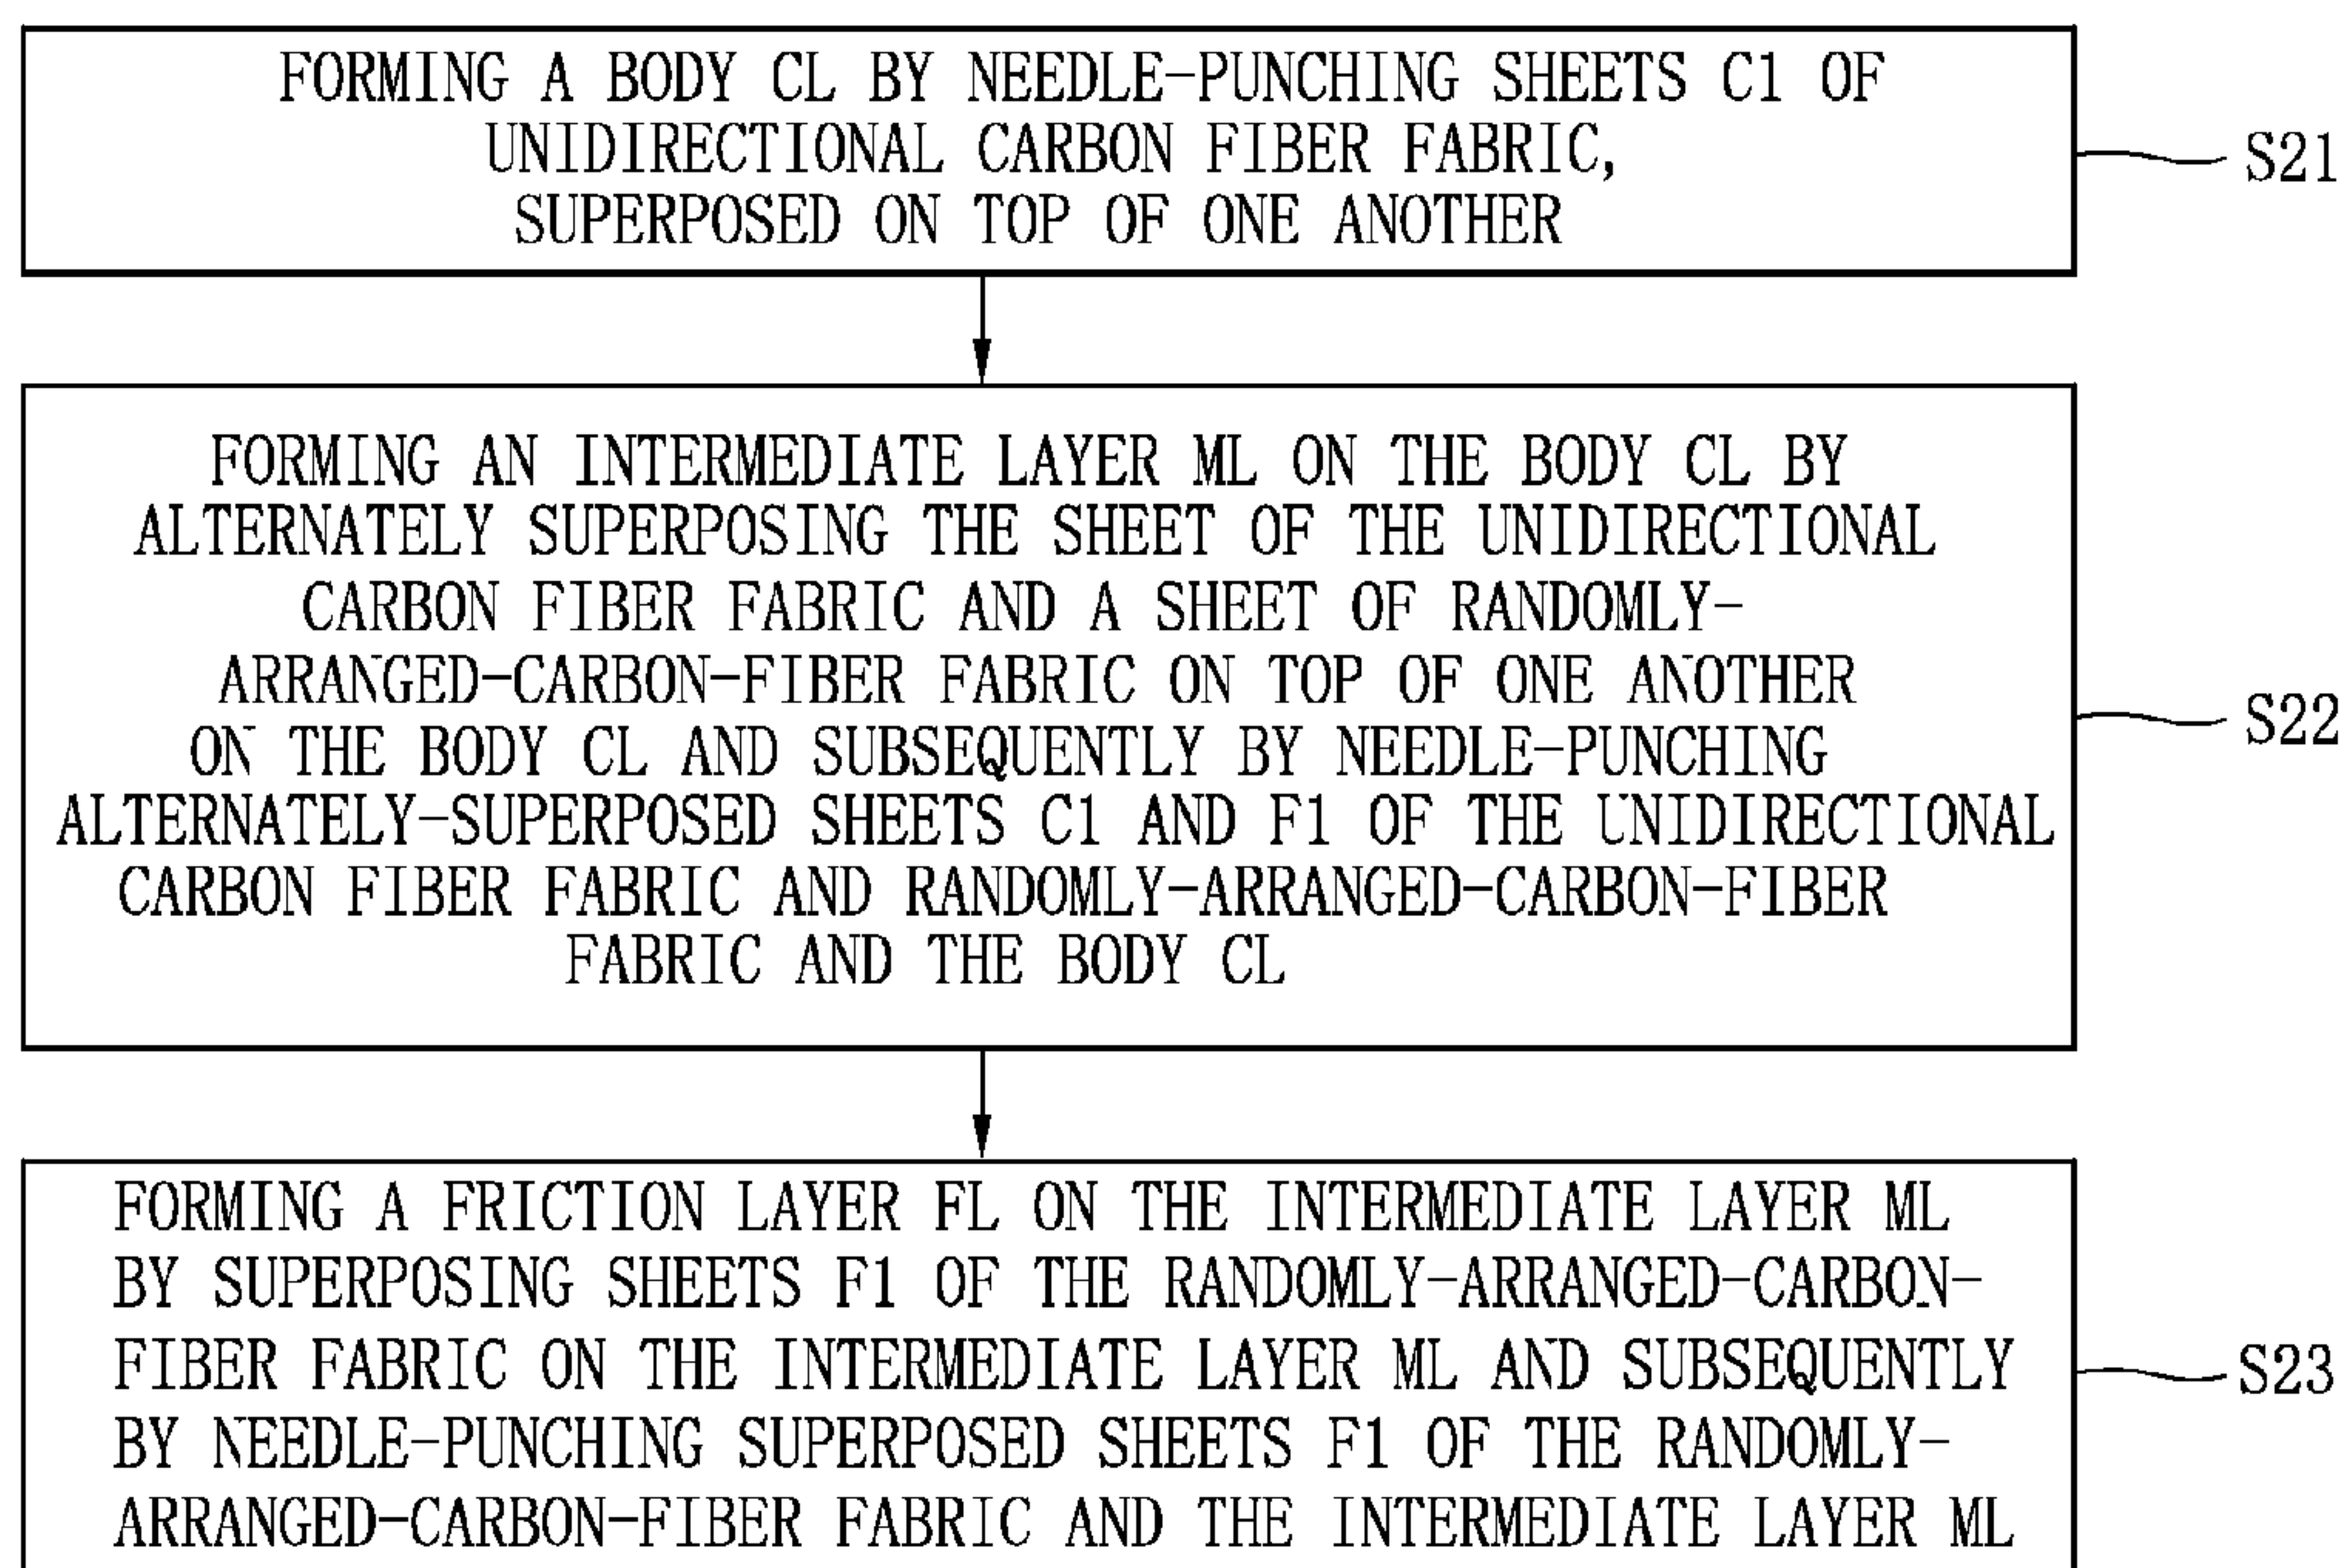 FORMING A BODY CL BY NEEDLE-PUNCHING SHEETS C1 OF
UNIDIRECTIONAL CARBON FIBER FABRIC,
SUPERPOSED ON TOP OF ONE ANOTHER
S21
FORMING AN INTERMEDIATE LAYER ML ON THE BODY CL BY
ALTERNATELY SUPERPOSING THE SHEET OF THE UNIDIRECTIONAL
CARBON FIBER FABRIC AND A SHEET OF RANDOMLY-
ARRANGED-CARBON-FIBER FABRIC ON TOP OF ONE ANOTHER
ON THE BODY CL AND SUBSEQUENTLY BY NEEDLE-PUNCHING
ALTERNATELY-SUPERPOSED SHEETS C1 AND F1 OF THE UNIDIRECTIONAL
CARBON FIBER FABRIC AND RANDOMLY-ARRANGED-CARBON-FIBER
FABRIC AND THE BODY CL
S22
FORMING A FRICTION LAYER FL ON THE INTERMEDIATE LAYER ML
BY SUPERPOSING SHEETS F1 OF THE RANDOMLY-ARRANGED-CARBON-
FIBER FABRIC ON THE INTERMEDIATE LAYER ML AND SUBSEQUENTLY
BY NEEDLE-PUNCHING SUPERPOSED SHEETS F1 OF THE RANDOMLY-
ARRANGED-CARBON-FIBER FABRIC AND THE INTERMEDIATE LAYER ML
S23